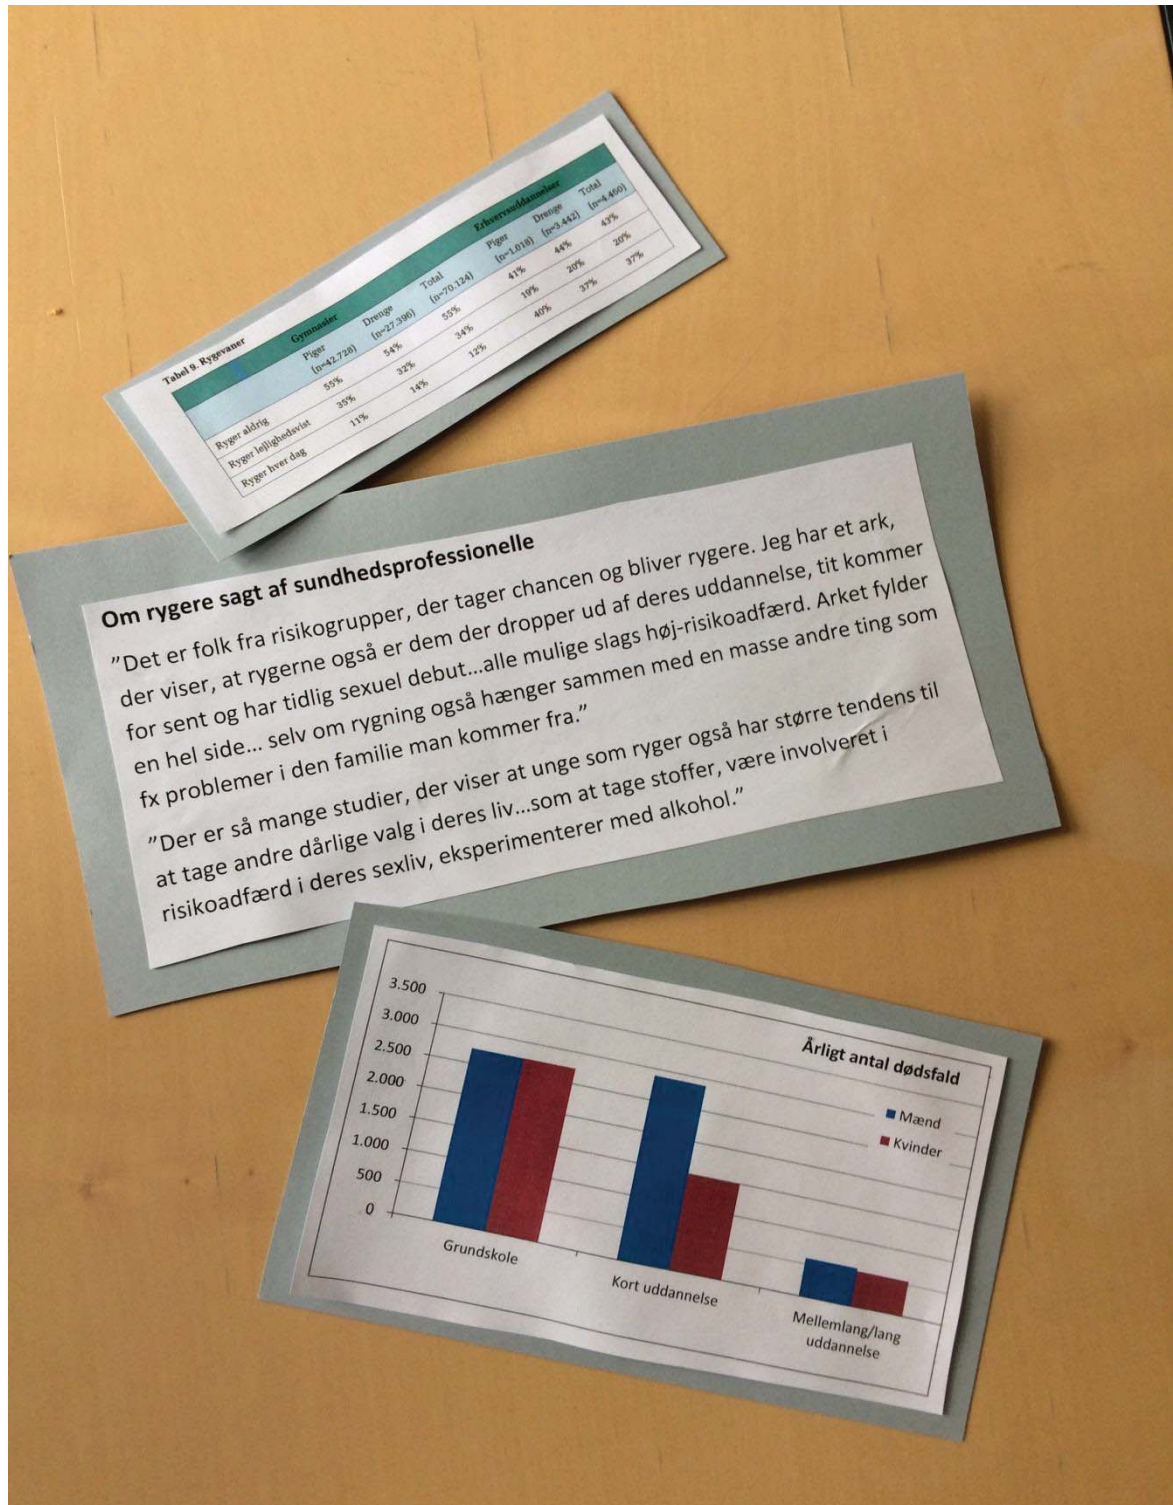 Tabel 9. Rygevaner
Gymnasier Erhvervsuddannelser
Piger Drenge Total Piger Drenge Total
(n=42.728) (n=27.396) (n=70.124) (n=1.018) (n=3.442) (n=4.460)
Ryger aldrig 55% 54% 55% 41% 44% 43%
Ryger lejlighedsvist 35% 32% 34% 19% 20% 20%
Ryger hver dag 11% 14% 12% 40% 37% 37%
Om rygere sagt af sundhedsprofessionelle
"Det er folk fra risikogrupper, der tager chancen og bliver rygere. Jeg har et ark,
der viser, at rygerne også er dem der dropper ud af deres uddannelse, tit kommer
for sent og har tidlig sexuel debut...alle mulige slags høj-risikoadfærd. Arket fylder
en hel side... selv om rygning også hænger sammen med en masse andre ting som
fx problemer i den familie man kommer fra."
"Der er så mange studier, der viser at unge som ryger også har større tendens til
at tage andre dårlige valg i deres liv...som at tage stoffer, være involveret i
risikoadfærd i deres sexliv, eksperimenterer med alkohol."
Årligt antal dødsfald
Mænd
Kvinder
3.500
3.000
2.500
2.000
1.500
1.000
500
0
Grundskole
Kort uddannelse
Mellemlang/lang
uddannelse